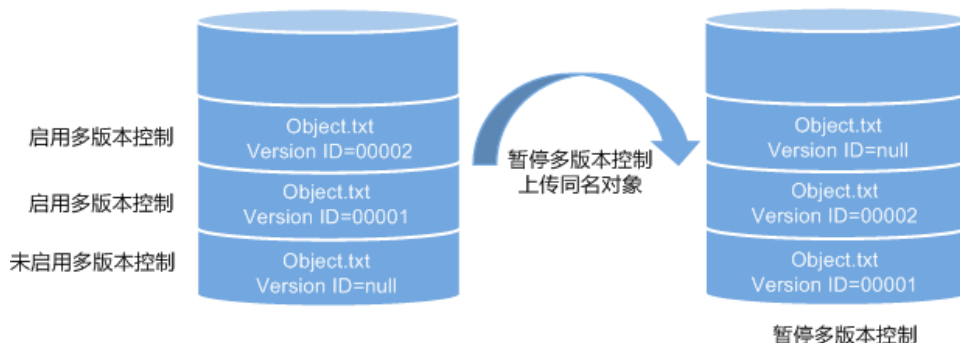 启用多版本控制
Object.txt
Version ID=00002
启用多版本控制
Object.txt
Version ID=00001
未启用多版本控制
Object.txt
Version ID=null
暂停多版本控制
上传同名对象
Object.txt
Version ID=null
Object.txt
Version ID=00002
Object.txt
Version ID=00001
暂停多版本控制